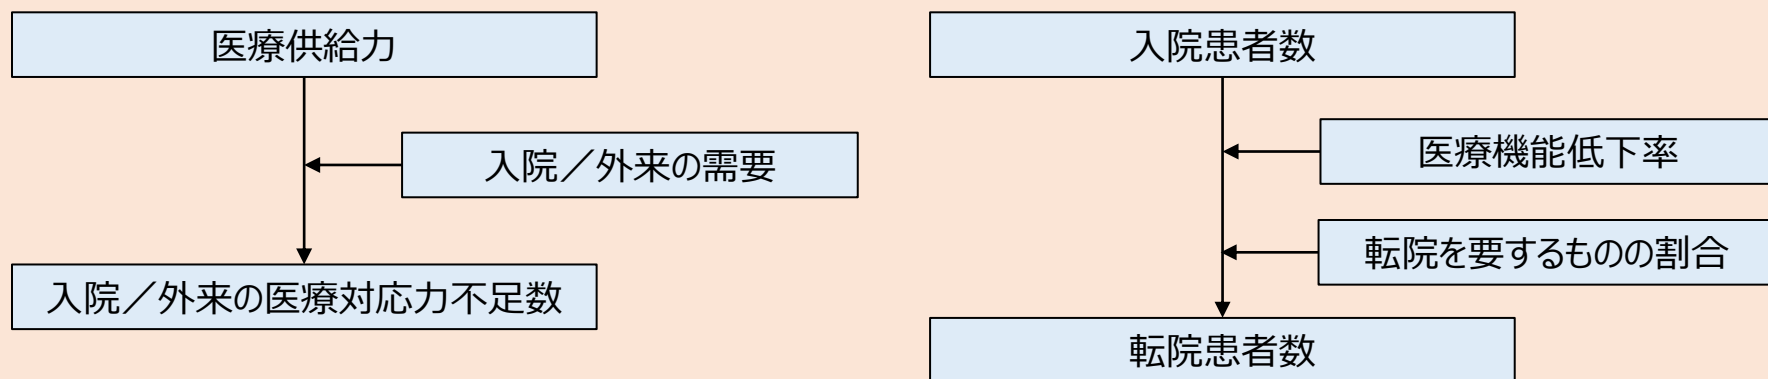 医療供給力
入院／外来の需要
入院／外来の医療対応力不足数
入院患者数
医療機能低下率
転院を要するものの割合
転院患者数